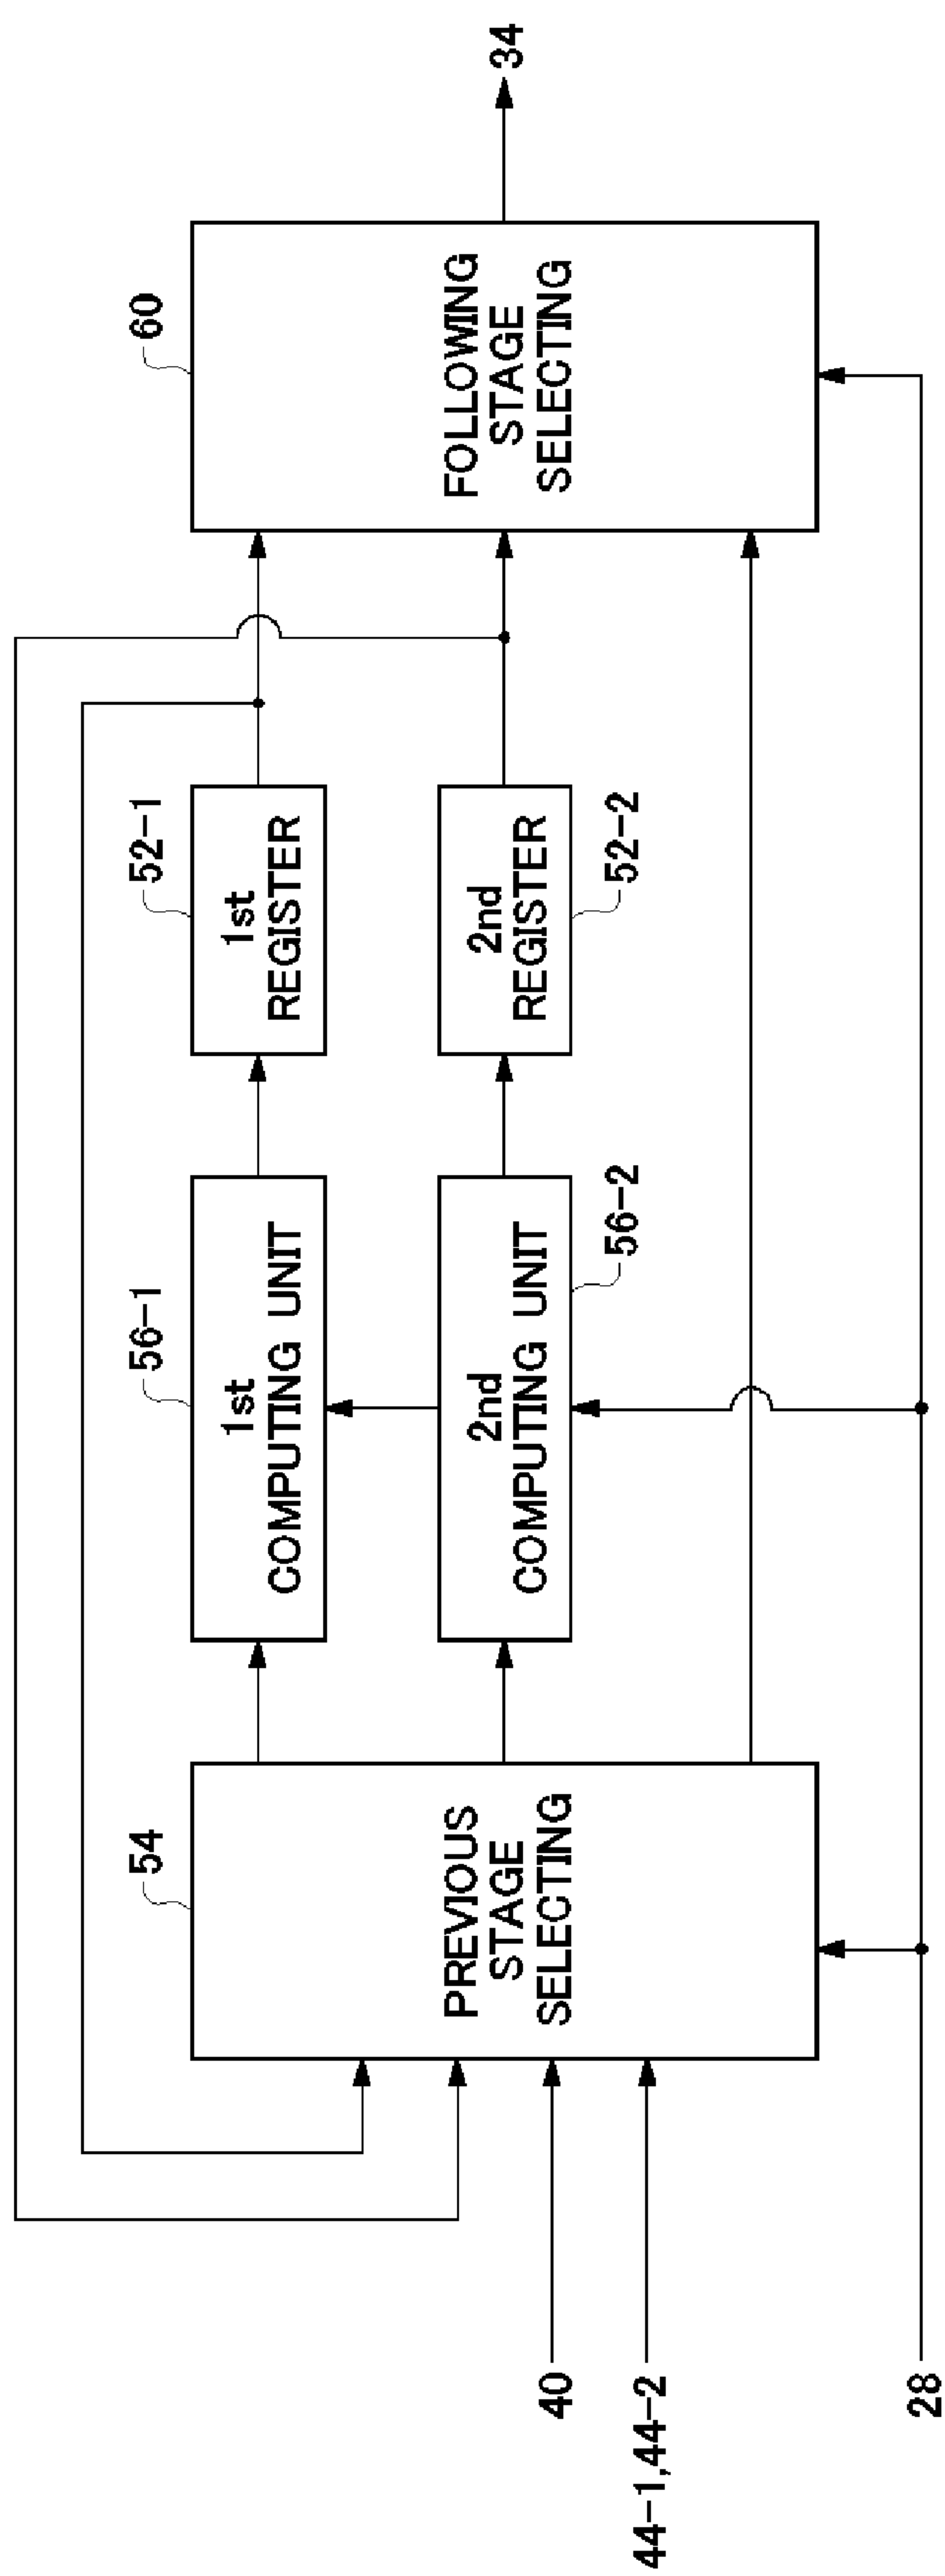 54
PREVIOUS
STAGE
SELECTING
56-1
1st
COMPUTING UNIT
2nd
COMPUTING UNIT
56-2
52-1
1st
REGISTER
2nd
REGISTER
52-2
60
FOLLOWING
STAGE
SELECTING
34
40
44-1,44-2
28